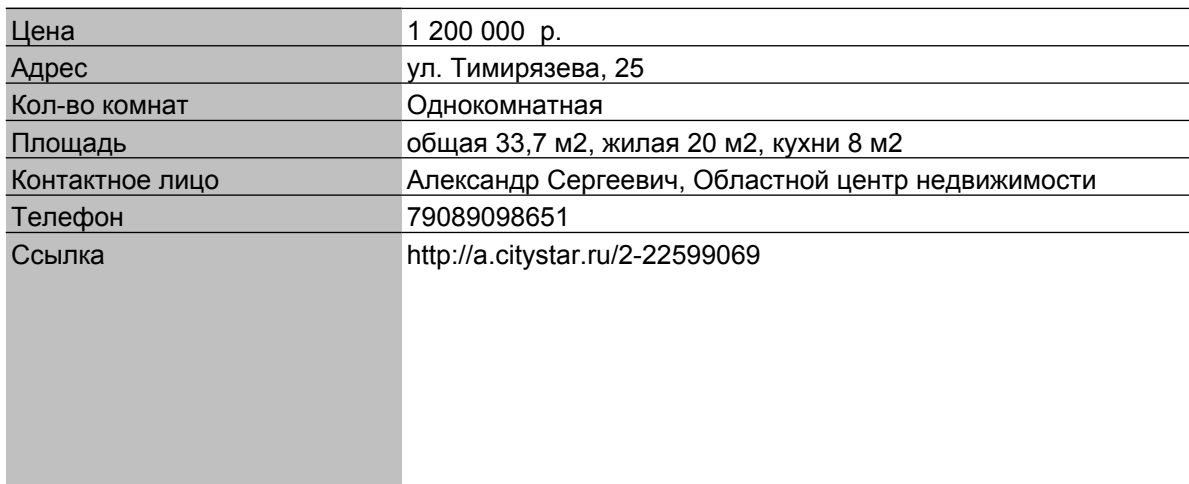 Цена 1 200 000 р.
Адрес ул. Тимирязева, 25
Кол-во комнат Однокомнатная
Площадь общая 33,7 м2, жилая 20 м2, кухни 8 м2
Контактное лицо Александр Сергеевич, Областной центр недвижимости
Телефон 79089098651
Ссылка http://a.citystar.ru/2-22599069